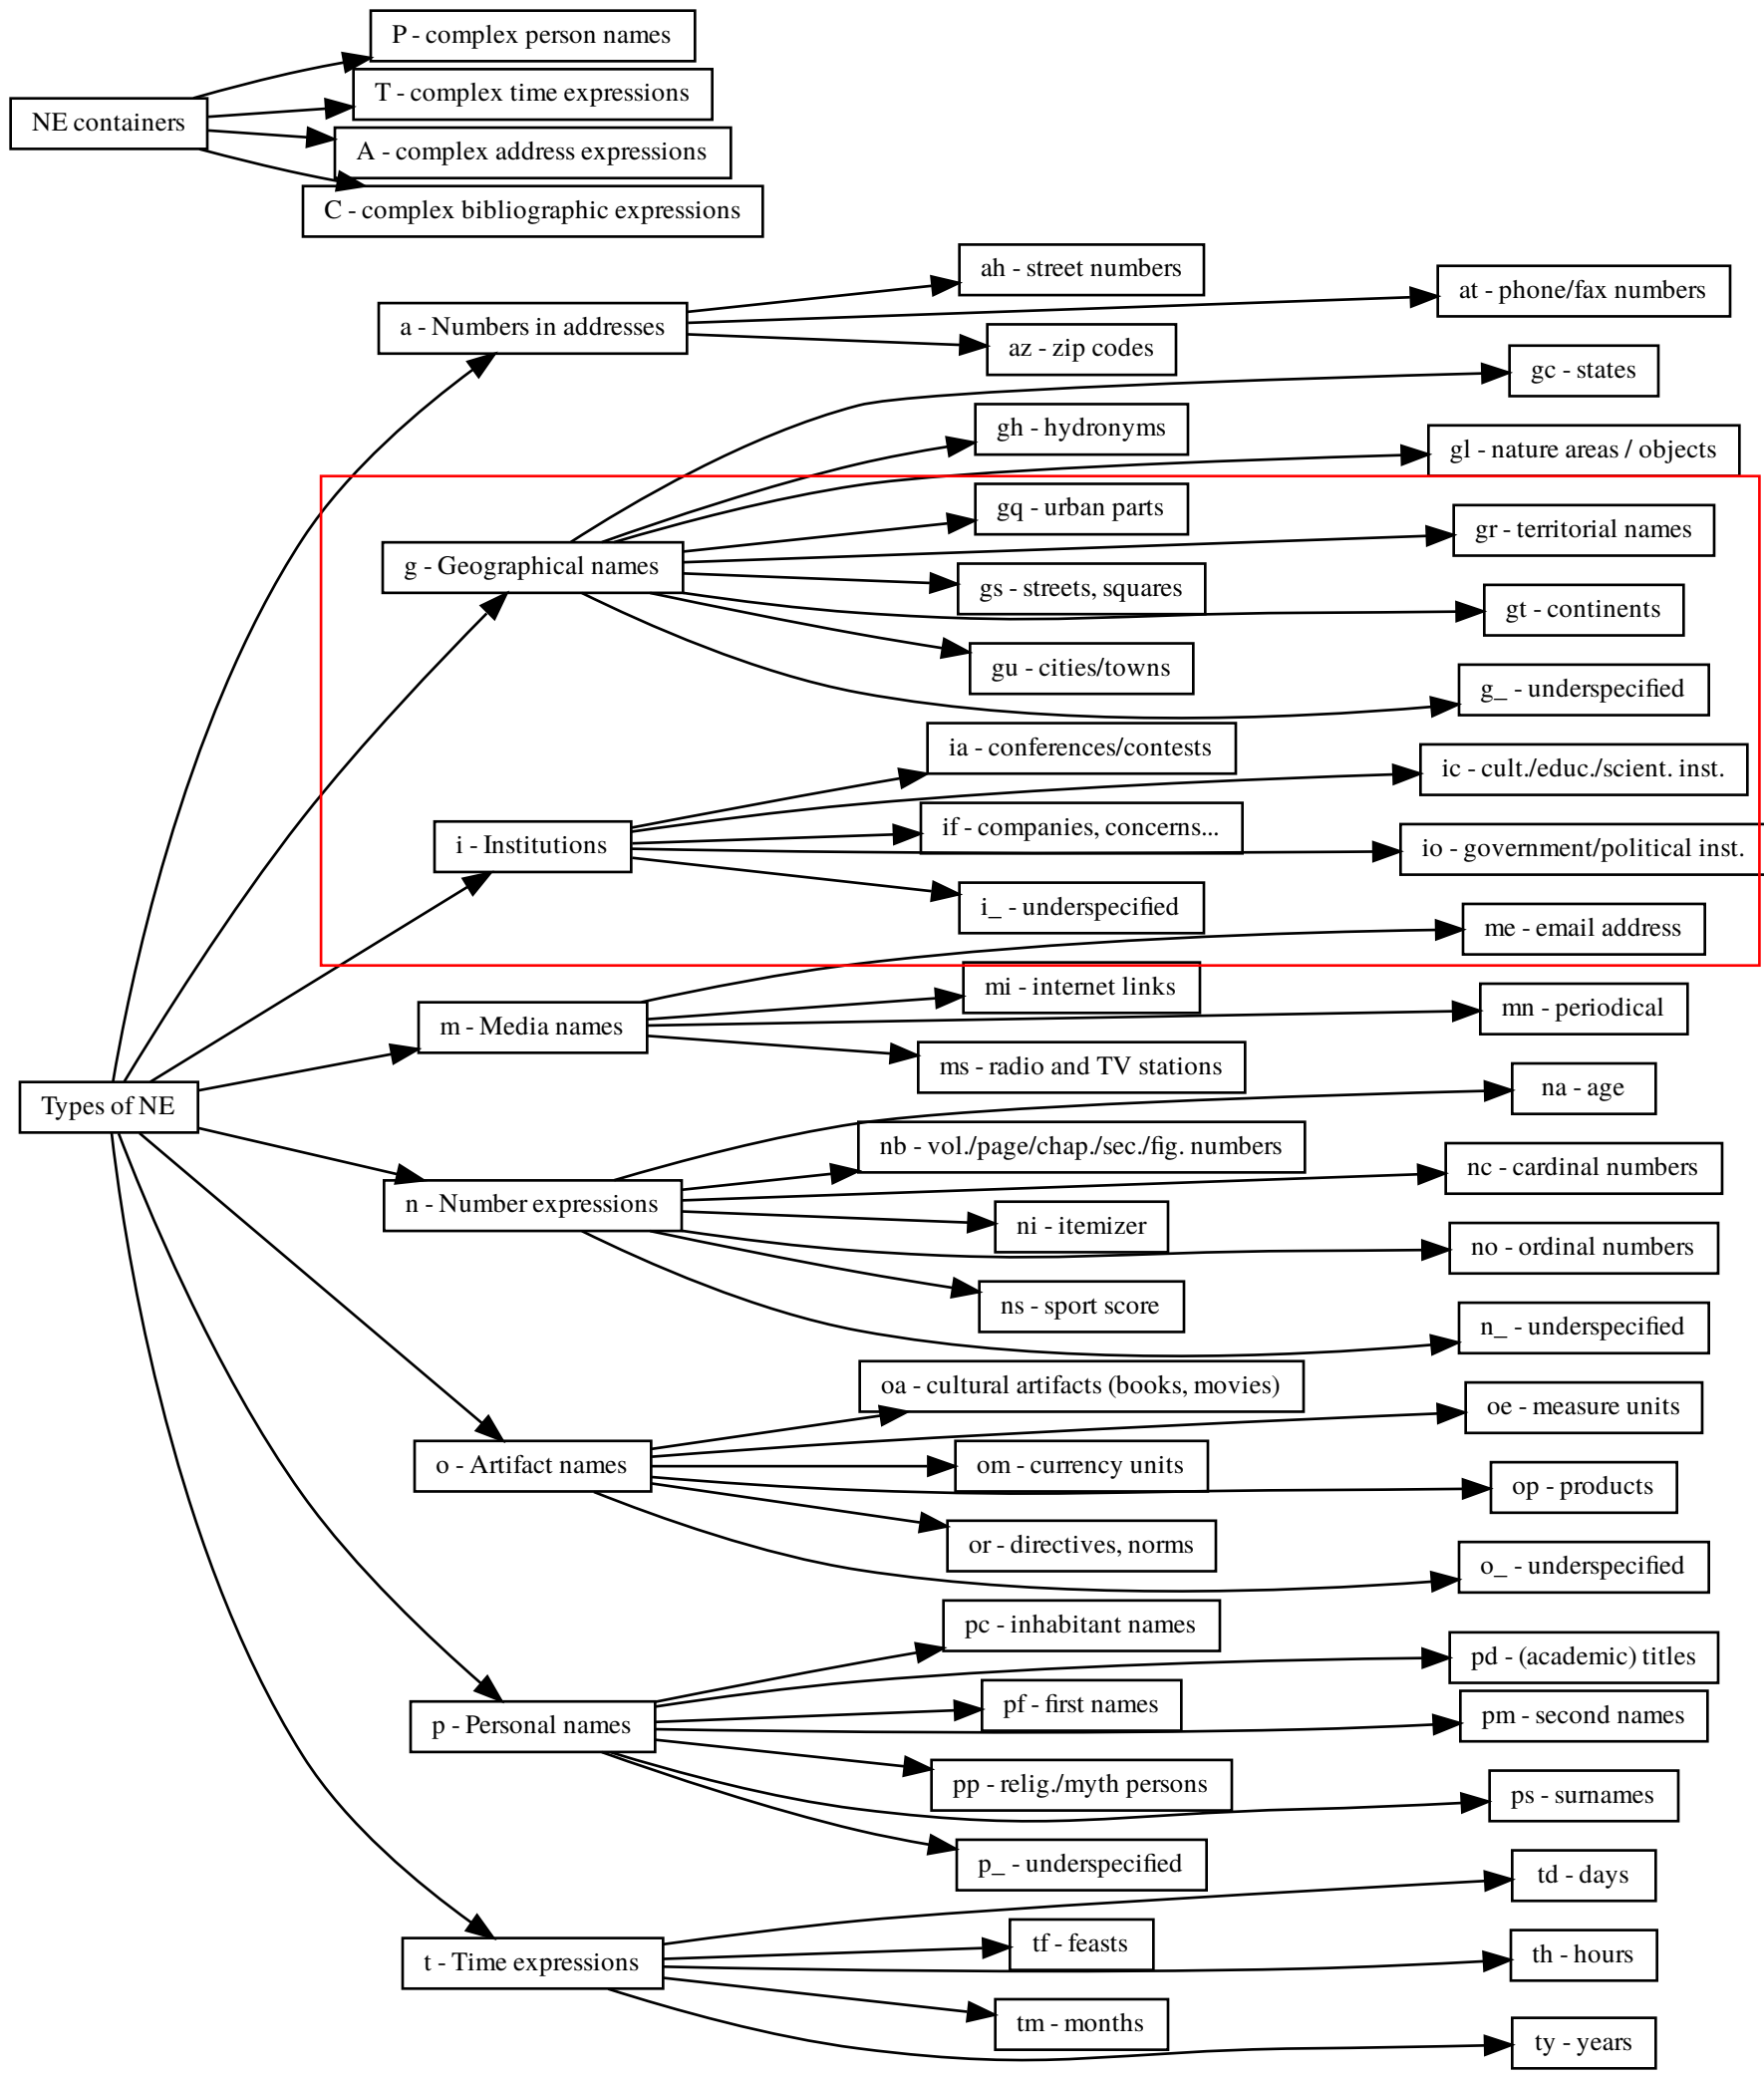 P - complex person names
T - complex time expressions
NE containers
A - complex address expressions
C - complex bibliographic expressions
ah - street numbers
at - phone/fax numbers
a - Numbers in addresses
az - zip codes
gc - states
gh - hydronyms
gl - nature areas / objects
gq - urban parts
gr - territorial names
g - Geographical names
gs - streets, squares
gt - continents
gu - cities/towns
g_ - underspecified
ia - conferences/contests
ic - cult./educ./scient. inst.
if - companies, concerns...
i - Institutions
io - government/political inst.
i_ - underspecified
me - email address
mi - internet links
mn - periodical
m - Media names
ms - radio and TV stations
na - age
Types of NE
nb - vol./page/chap./sec./fig. numbers
nc - cardinal numbers
n - Number expressions
ni - itemizer
no - ordinal numbers
ns - sport score
n_ - underspecified
oa - cultural artifacts (books, movies)
oe - measure units
o - Artifact names
om - currency units
op - products
or - directives, norms
o_ - underspecified
pc - inhabitant names
pd - (academic) titles
pf - first names
pm - second names
p - Personal names
pp - relig./myth persons
ps - surnames
p_ - underspecified
td - days
tf - feasts
th - hours
t - Time expressions
tm - months
ty - years